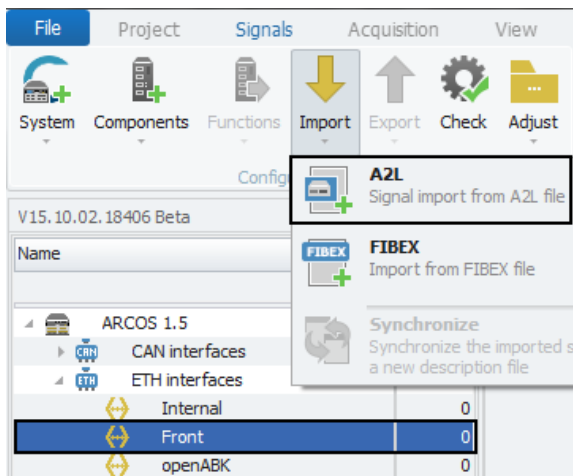 File Project Signals Acquisition View
System Components Functions Import Export Check Adjust
Config
A2L
Signal import from A2L file
V15.10.02.18406 Beta
FIBEX
FIBEX
Import from FIBEX file
Name
Synchronize
Synchronize the imported s
a new description file
ARCOS 1.5
CAN CAN interfaces
ETH ETH interfaces
Internal 0
Front 0
openABK 0